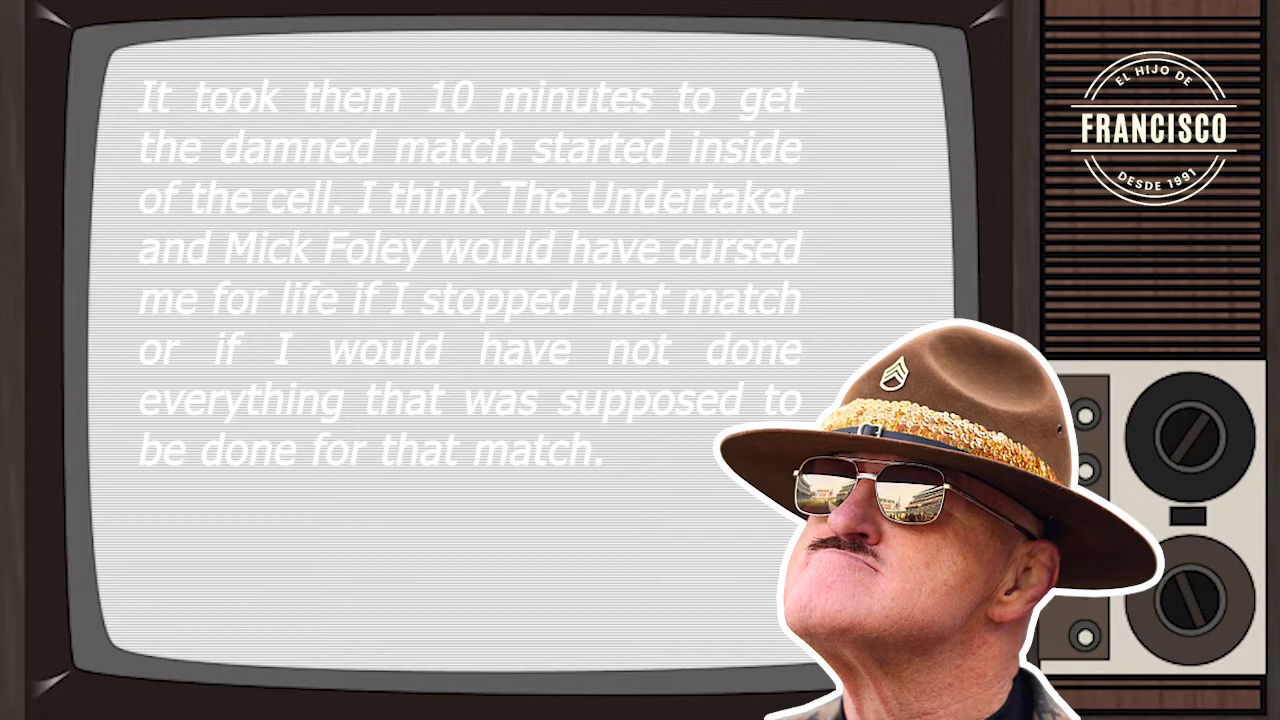 It took them 10 minutes to get
the damned match started inside
of the cell. I think The Undertaker
and Mick Foley would have cursed
me for life if I stopped that match
or if I would have not done
everything that was supposed to
be done for that match.
EL HIJO DE
FRANCISCO
DESDE 1991